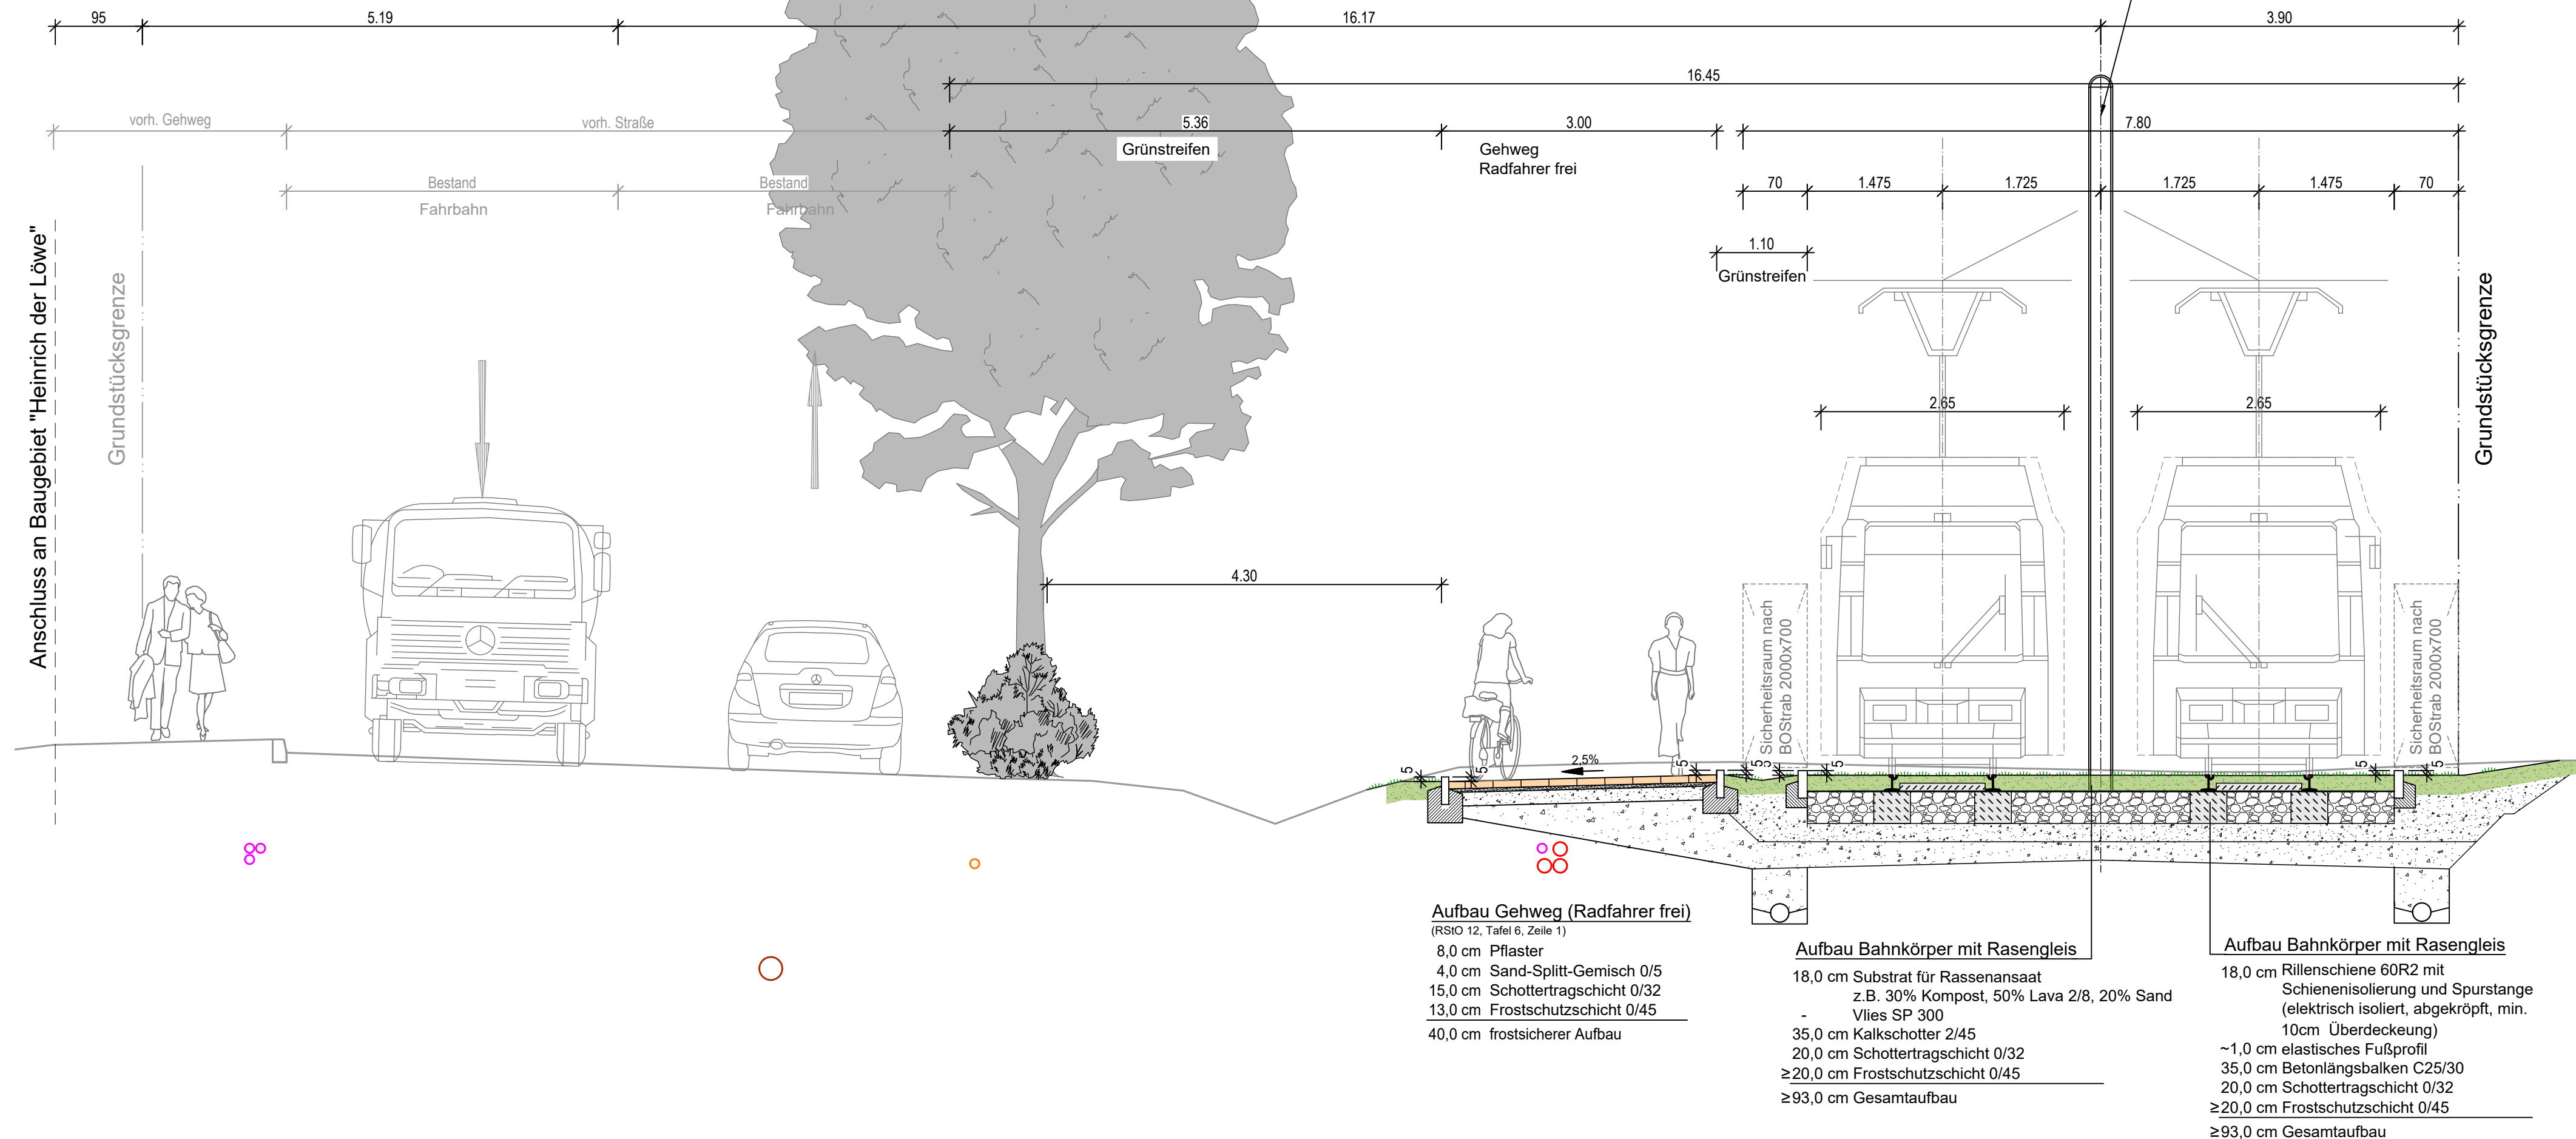 95
5.19
16.17
3.90
16.45
vorh. Gehweg
vorh. Straße
5.36
3.00
7.80
Grünstreifen
Gehweg
Radfahrer frei
Bestand
Bestand
70
1.475
1.725
1.725
1.475
70
Fahrbahn
Fahrbahn
1.10
Grünstreifen
Anschluss an Baugebiet "Heinrich der Löwe"
Grundstücksgrenze
Grundstücksgrenze
2.65
2.65
4.30
Sicherheitsraum nach
BOStrab 2000x700
Sicherheitsraum nach
BOStrab 2000x700
5
5
2,5%
5
5
5
5
5
5
Aufbau Gehweg (Radfahrer frei)
(RStO 12, Tafel 6, Zeile 1)
8,0 cm Pflaster
4,0 cm Sand-Splitt-Gemisch 0/5
15,0 cm Schottertragschicht 0/32
13,0 cm Frostschutzschicht 0/45
40,0 cm frostsicherer Aufbau
Aufbau Bahnkörper mit Rasengleis
18,0 cm Substrat für Rassenansaat
z.B. 30% Kompost, 50% Lava 2/8, 20% Sand
- Vlies SP 300
35,0 cm Kalkschotter 2/45
20,0 cm Schottertragschicht 0/32
≥20,0 cm Frostschutzschicht 0/45
≥93,0 cm Gesamtaufbau
Aufbau Bahnkörper mit Rasengleis
18,0 cm Rillenschiene 60R2 mit
Schienenisolierung und Spurstange
(elektrisch isoliert, abgekröpft, min.
10cm Überdeckeung)
~1,0 cm elastisches Fußprofil
35,0 cm Betonlängsbalken C25/30
20,0 cm Schottertragschicht 0/32
≥20,0 cm Frostschutzschicht 0/45
≥93,0 cm Gesamtaufbau